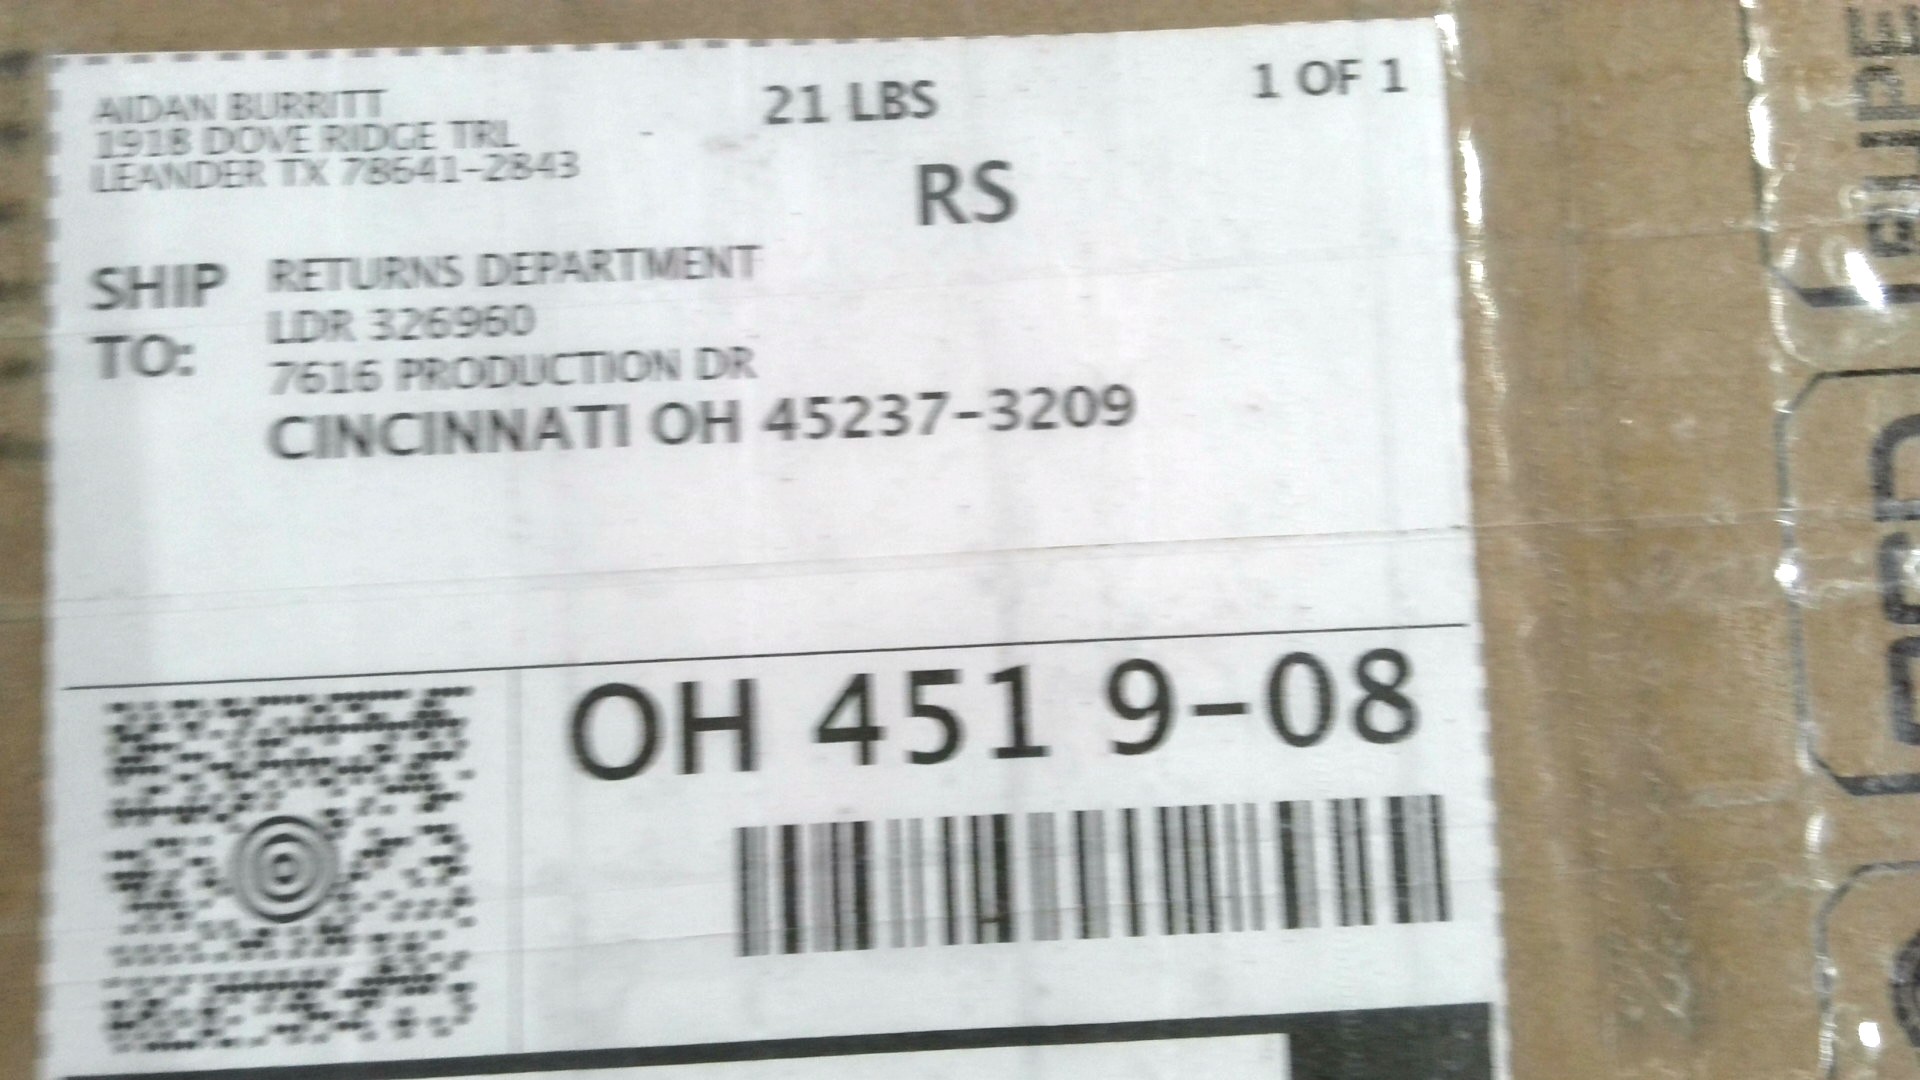 AIDAN BURRITT
1918 DOVE RIDGE TRL
LEANDER TX 78641-2843
21 LBS
1 OF 1
RS
SHIP TO:
RETURNS DEPARTMENT
LDR 326960
7616 PRODUCTION DR
CINCINNATI OH 45237-3209
OH 451 9-08